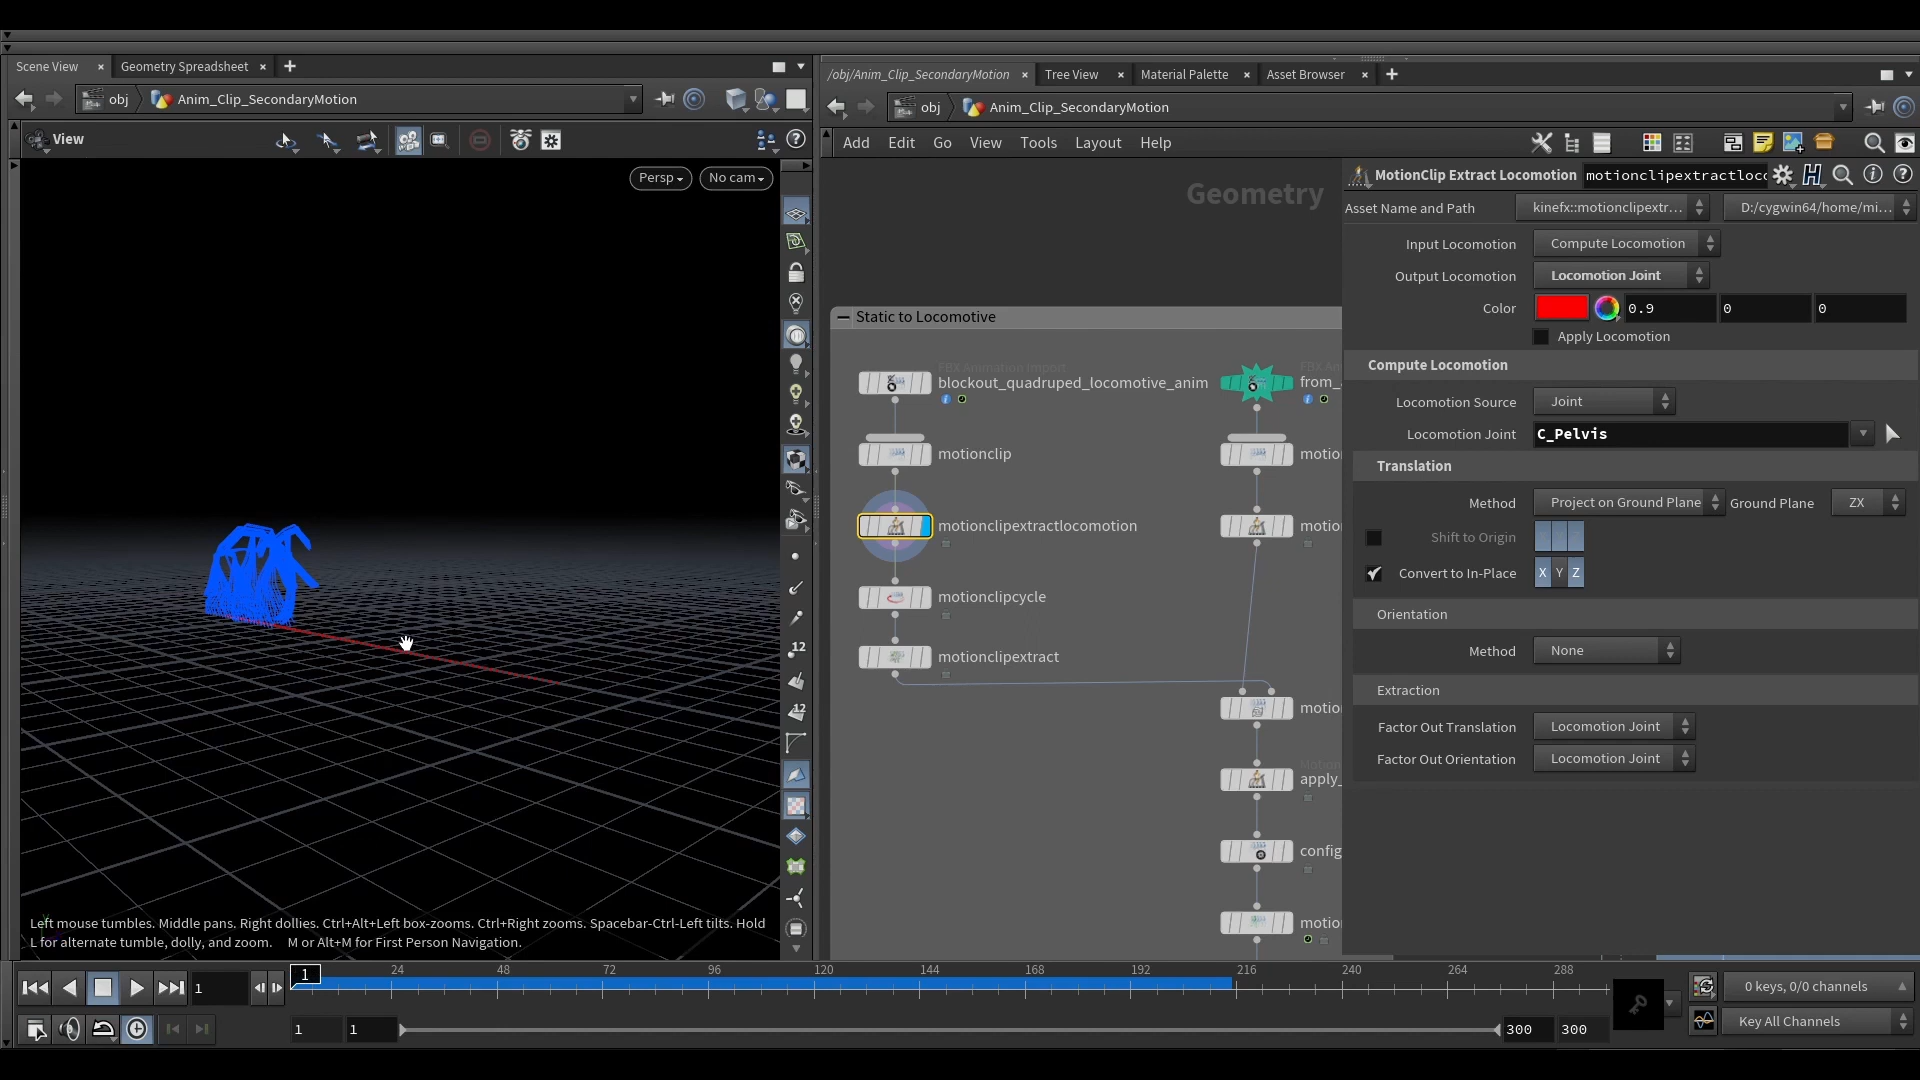 Scene View
Geometry Spreadsheet
obj
Anim_Clip_SecondaryMotion
View
Persp
No cam
12
12
Left mouse tumbles. Middle pans. Right dollies. Ctrl+Alt+Left box-zooms. Ctrl+Right zooms. Spacebar-Ctrl-Left tilts. Hold
L for alternate tumble, dolly, and zoom. M or Alt+M for First Person Navigation.
/obj/Anim_Clip_SecondaryMotion
Tree View
Material Palette
Asset Browser
obj
Anim_Clip_SecondaryMotion
Add Edit Go View Tools Layout Help
Geometry
Static to Locomotive
FBX Animation Import
blockout_quadruped_locomotive_anim
motionclip
motionclipextractlocomotion
motionclipcycle
motionclipextract
from_
motio
motio
motio
apply_
config
motio
MotionClip Extract Locomotion
motionclipextractloco
Asset Name and Path
kinefx::motionclipextr...
D:/cygwin64/home/mi...
Input Locomotion
Compute Locomotion
Output Locomotion
Locomotion Joint
Color
0.9
0
0
Apply Locomotion
Compute Locomotion
Locomotion Source
Joint
Locomotion Joint
C_Pelvis
Translation
Method
Project on Ground Plane
Ground Plane
ZX
Shift to Origin
Convert to In-Place
X Y Z
Orientation
Method
None
Extraction
Factor Out Translation
Locomotion Joint
Factor Out Orientation
Locomotion Joint
1
1
24 48 72 96 120 144 168 192 216 240 264 288
0 keys, 0/0 channels
1
1
300
300
Key All Channels